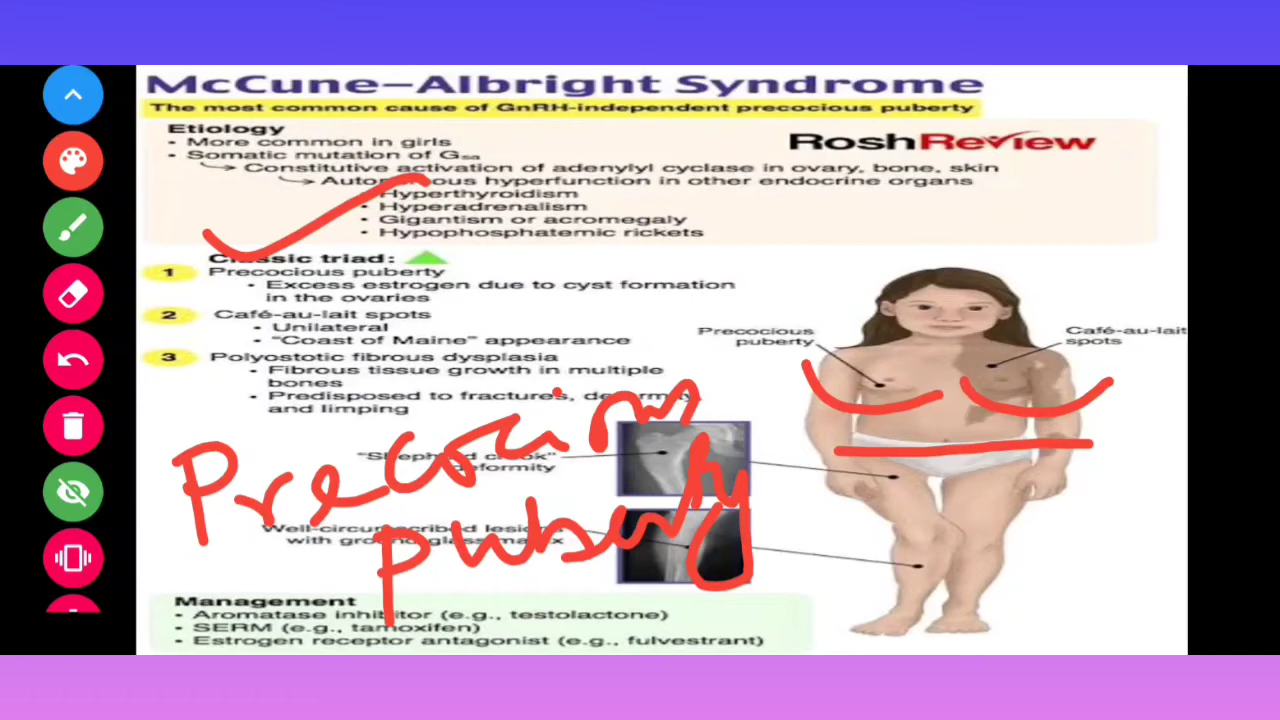 McCune–Albright Syndrome
The most common cause of GnRH-independent precocious puberty
Etiology
• More common in girls
RoshReview
• Somatic mutation of Gsα
Constitutive activation of adenylyl cyclase in ovary, bone, skin
Autonomous hyperfunction in other endocrine organs
• Hyperthyroidism
• Hyperadrenalism
• Gigantism or acromegaly
• Hypophosphatemic rickets
Classic triad:
1 Precocious puberty
• Excess estrogen due to cyst formation
in the ovaries
2 Café-au-lait spots
• Unilateral
• "Coast of Maine" appearance
3 Polyostotic fibrous dysplasia
• Fibrous tissue growth in multiple
bones
• Predisposed to fractures, deformity,
and limping
Precocious
puberty
Café-au-lait
spots
"Shepherd crook"
deformity
Well-circumscribed lesions
with ground glass matrix
Precocious
puberty
Management
• Aromatase inhibitor (e.g., testolactone)
• SERM (e.g., tamoxifen)
• Estrogen receptor antagonist (e.g., fulvestrant)